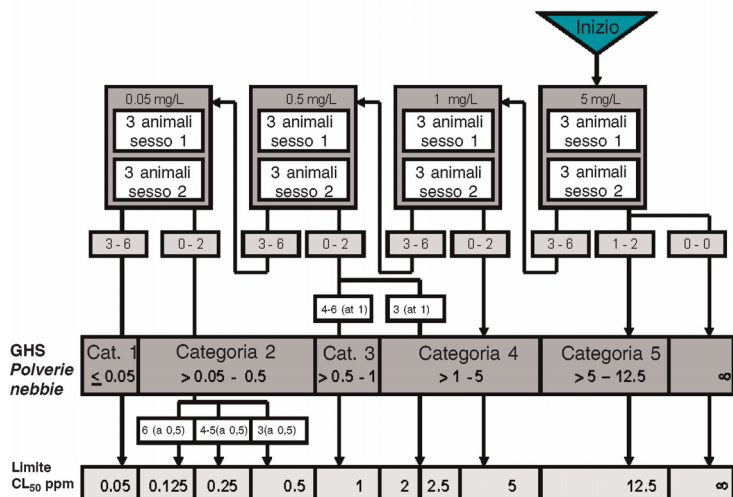 Inizio
0.05 mg/L
0.5 mg/L
1 mg/L
5 mg/L
3 animali
sesso 1
3 animali
sesso 1
3 animali
sesso 1
3 animali
sesso 1
3 animali
sesso 2
3 animali
sesso 2
3 animali
sesso 2
3 animali
sesso 2
3 - 6
0 - 2
3 - 6
0 - 2
3 - 6
0 - 2
3 - 6
1 - 2
0 - 0
4-6 (at 1)
3 (at 1)
GHS
Polverie
nebbie
Cat. 1
≤ 0.05
Categoria 2
> 0.05 - 0.5
Cat. 3
> 0.5 - 1
Categoria 4
> 1 -5
Categoria 5
> 5 – 12.5
∞
6 (a 0,5)
4-5(a 0,5)
3(a 0,5)
Limite
CL50 ppm
0.05
0.125
0.25
0.5
1
2
2.5
5
12.5
∞